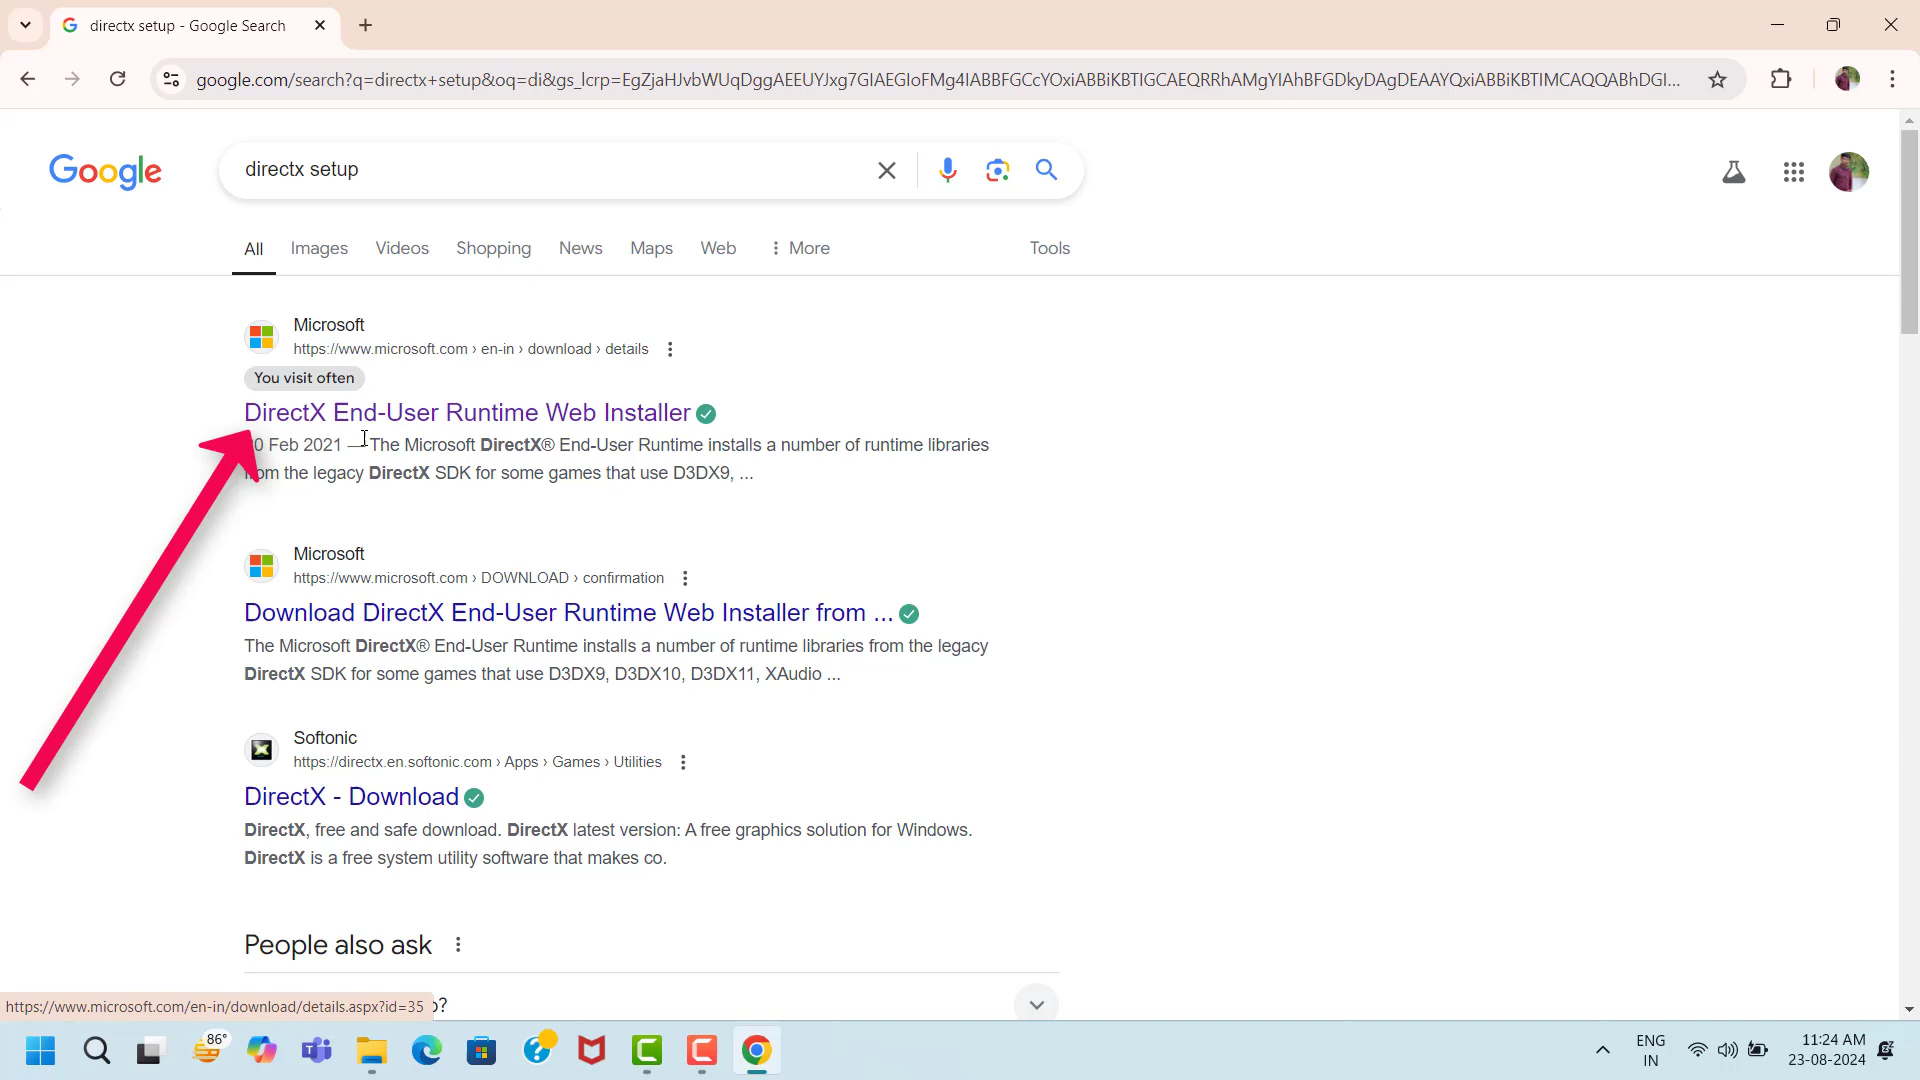 directx setup - Google Search
google.com/search?q=directx+setup&oq=di&gs_lcrp=EgZjaHJvbWUqDggAEEUYJxg7GIAEGIoFMg4IABBFGCcYOxiABBiKBTIGCAEQRRhAMgYIAhBFGDkyDAgDEAAYQxiABBiKBTIMCAQQABhDGI...
Google
directx setup
All Images Videos Shopping News Maps Web More Tools
Microsoft
https://www.microsoft.com › en-in › download › details
You visit often
DirectX End-User Runtime Web Installer
0 Feb 2021 — The Microsoft DirectX® End-User Runtime installs a number of runtime libraries
om the legacy DirectX SDK for some games that use D3DX9, ...
Microsoft
https://www.microsoft.com › DOWNLOAD › confirmation
Download DirectX End-User Runtime Web Installer from ...
The Microsoft DirectX® End-User Runtime installs a number of runtime libraries from the legacy
DirectX SDK for some games that use D3DX9, D3DX10, D3DX11, XAudio ...
Softonic
https://directx.en.softonic.com › Apps › Games › Utilities
DirectX - Download
DirectX, free and safe download. DirectX latest version: A free graphics solution for Windows.
DirectX is a free system utility software that makes co.
People also ask
https://www.microsoft.com/en-in/download/details.aspx?id=35
86°
ENG
IN
11:24 AM
23-08-2024